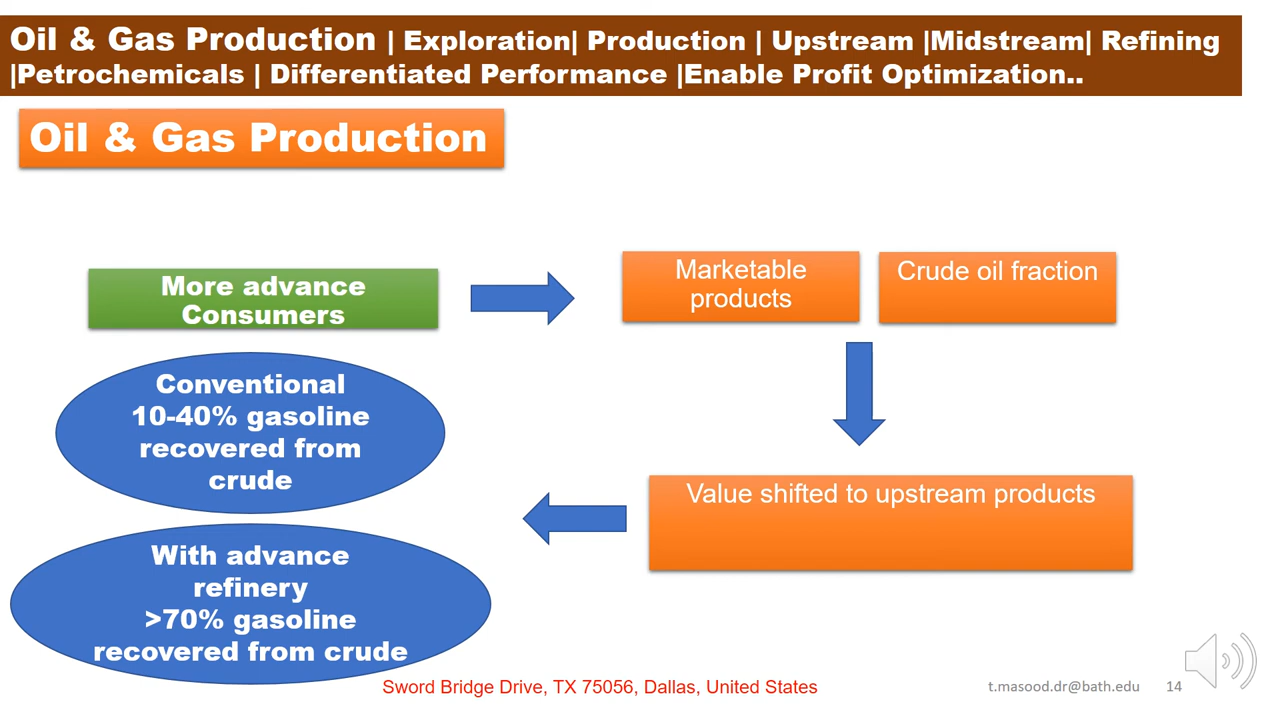 Oil & Gas Production | Exploration| Production | Upstream |Midstream| Refining
|Petrochemicals | Differentiated Performance |Enable Profit Optimization..
Oil & Gas Production
More advance
Consumers
Marketable
products
Crude oil fraction
Conventional
10-40% gasoline
recovered from
crude
Value shifted to upstream products
With advance
refinery
>70% gasoline
recovered from crude
Sword Bridge Drive, TX 75056, Dallas, United States
t.masood.dr@bath.edu
14